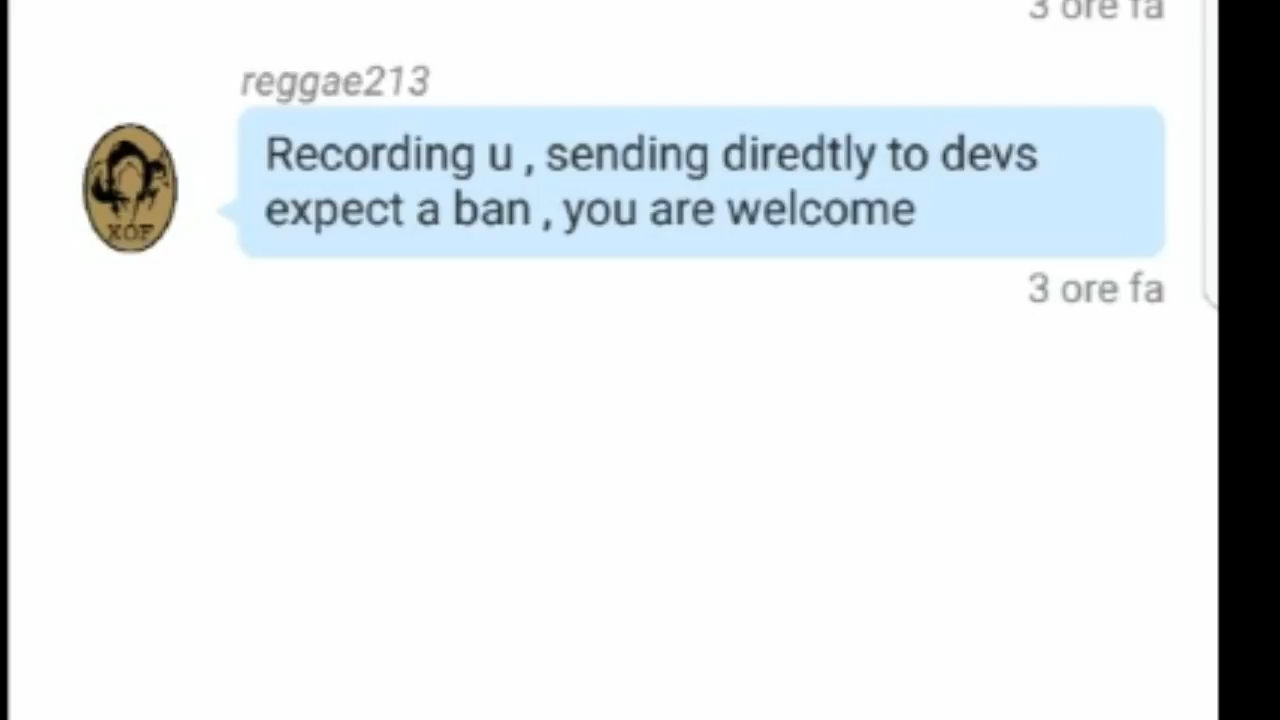 3 ore fa
reggae213
Recording u , sending diredtly to devs
expect a ban , you are welcome
XOF
3 ore fa